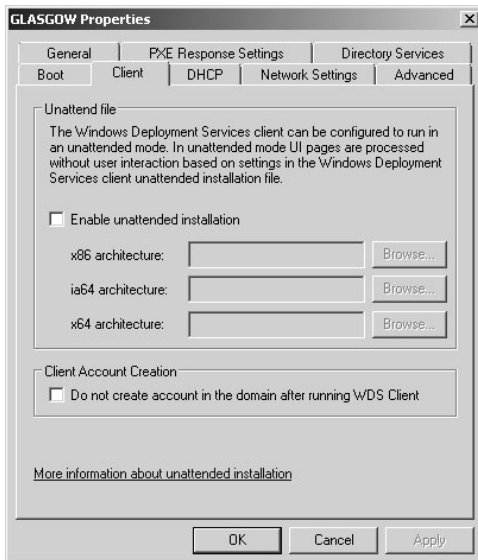 GLASGOW Properties
General PXE Response Settings Directory Services
Boot Client DHCP Network Settings Advanced
Unattend file
The Windows Deployment Services client can be configured to run in
an unattended mode. In unattended mode UI pages are processed
without user interaction based on settings in the Windows Deployment
Services client unattended installation file.
Enable unattended installation
x86 architecture: Browse...
ia64 architecture: Browse...
x64 architecture: Browse...
Client Account Creation
Do not create account in the domain after running WDS Client
More information about unattended installation
OK Cancel Apply